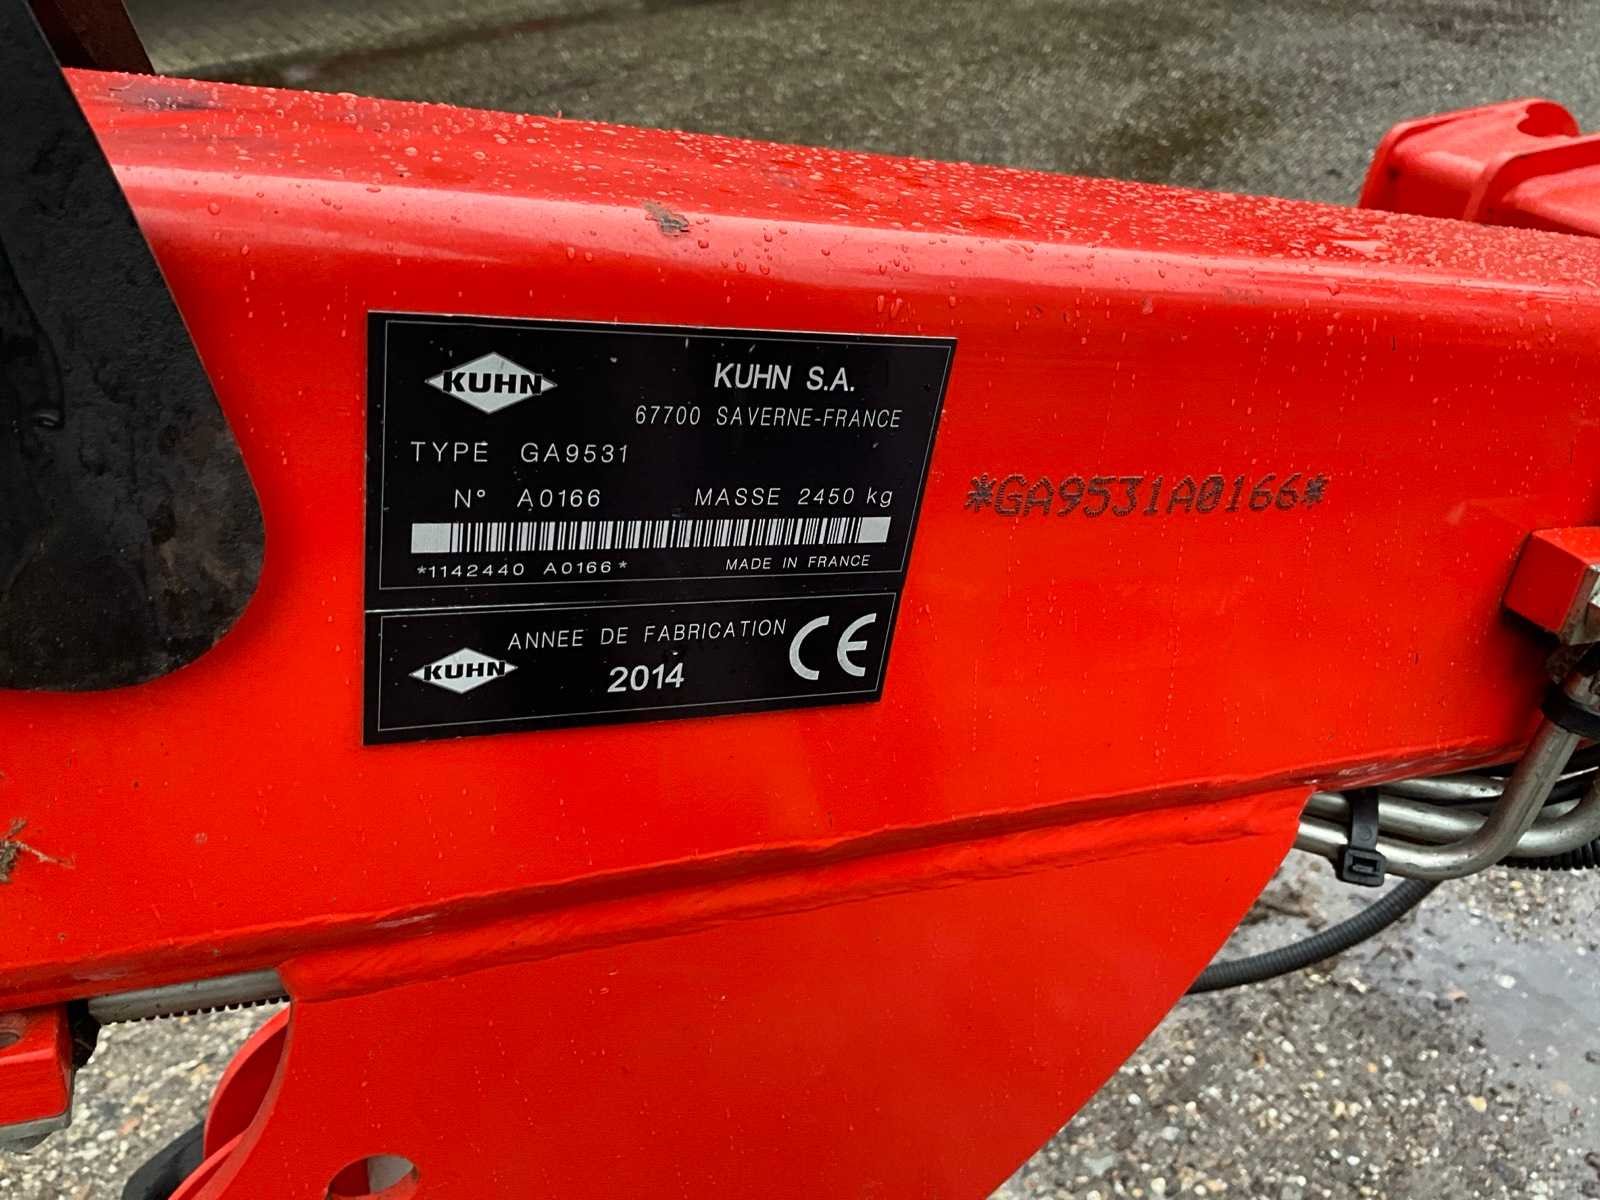 KUHN
KUHN S.A.
67700 SAVERNE-FRANCE
TYPE GA9531
N° A0166 MASSE 2450 kg
*1142440 A0166* MADE IN FRANCE
KUHN
ANNEE DE FABRICATION
2014
CE
*GA9531A0166*